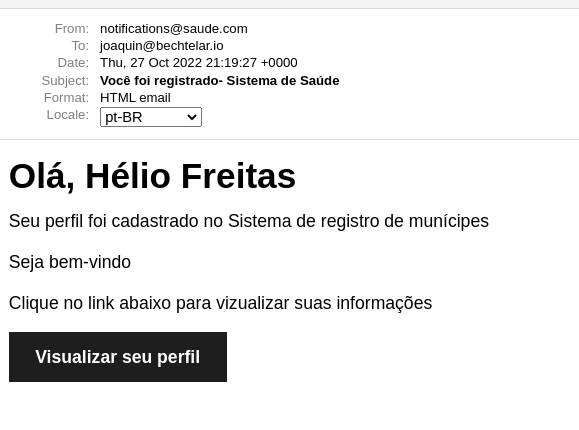 From: notifications@saude.com
To: joaquin@bechtelar.io
Date: Thu, 27 Oct 2022 21:19:27 +0000
Subject: Você foi registrado- Sistema de Saúde
Format: HTML email
Locale: pt-BR
Olá, Hélio Freitas
Seu perfil foi cadastrado no Sistema de registro de munícipes
Seja bem-vindo
Clique no link abaixo para vizualizar suas informações
Visualizar seu perfil